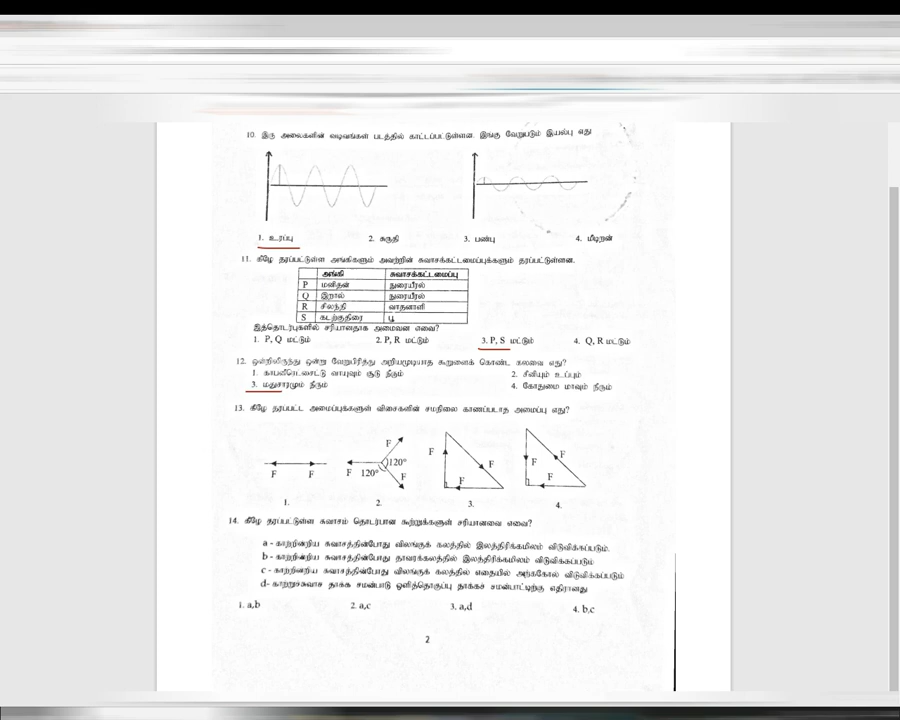 10. இரு அலைகளின் வடிவங்கள் படத்தில் காட்டப்பட்டுள்ளன. இங்கு வேறுபடும் இயல்பு எது
1. உரப்பு 2. சுருதி 3. பண்பு 4. மீடிறன்
11. கீழே தரப்பட்டுள்ள அங்கிகளும் அவற்றின் சுவாசக்கட்டமைப்புக்களும் தரப்பட்டுள்ளன.
அங்கி சுவாசக்கட்டமைப்பு
P மனிதன் நுரையீரல்
Q இறால் நுரையீரல்
R சிலந்தி வாதனாளி
S கடற்குதிரை பூ
இத்தொடர்புகளில் சரியானதாக அமைவன எவை?
1. P, Q மட்டும் 2. P, R மட்டும் 3. P, S மட்டும் 4. Q, R மட்டும்
12. ஒன்றிலிருந்து ஒன்று வேறுபிரித்து அறியமுடியாத கூறுளைக் கொண்ட கலவை எது?
1. காபனீரொட்சைட்டு வாயுவும் சூடு நீரும் 2. சீனியும் உப்பும்
3. மதுசாரமும் நீரும் 4. கோதுமை மாவும் நீரும்
13. கீழே தரப்பட்ட அமைப்புக்களுள் விசைகளின் சமநிலை காணப்படாத அமைப்பு எது?
F F F F 120° 120° F F F F F F F
1. 2. 3. 4.
14. கீழே தரப்பட்டுள்ள சுவாசம் தொடர்பான கூற்றுக்களுள் சரியானவை எவை?
a - காற்றின்றிய சுவாசத்தின்போது விலங்குக் கலத்தில் இலத்திரிக்கமிலம் விடுவிக்கப்படும்.
b - காற்றின்றிய சுவாசத்தின்போது தாவரக்கலத்தில் இலத்திரிக்கமிலம் விடுவிக்கப்படும்
c - காற்றின்றிய சுவாசத்தின்போது விலங்குக் கலத்தில் எதையில் அற்ககோல் விடுவிக்கப்படும்
d- காற்றுச்சுவாச தாக்க சமன்பாடு ஒளித்தொகுப்பு தாக்கச் சமன்பாட்டிற்கு எதிரானது
1. a,b 2. a,c 3. a,d 4. b,c
2